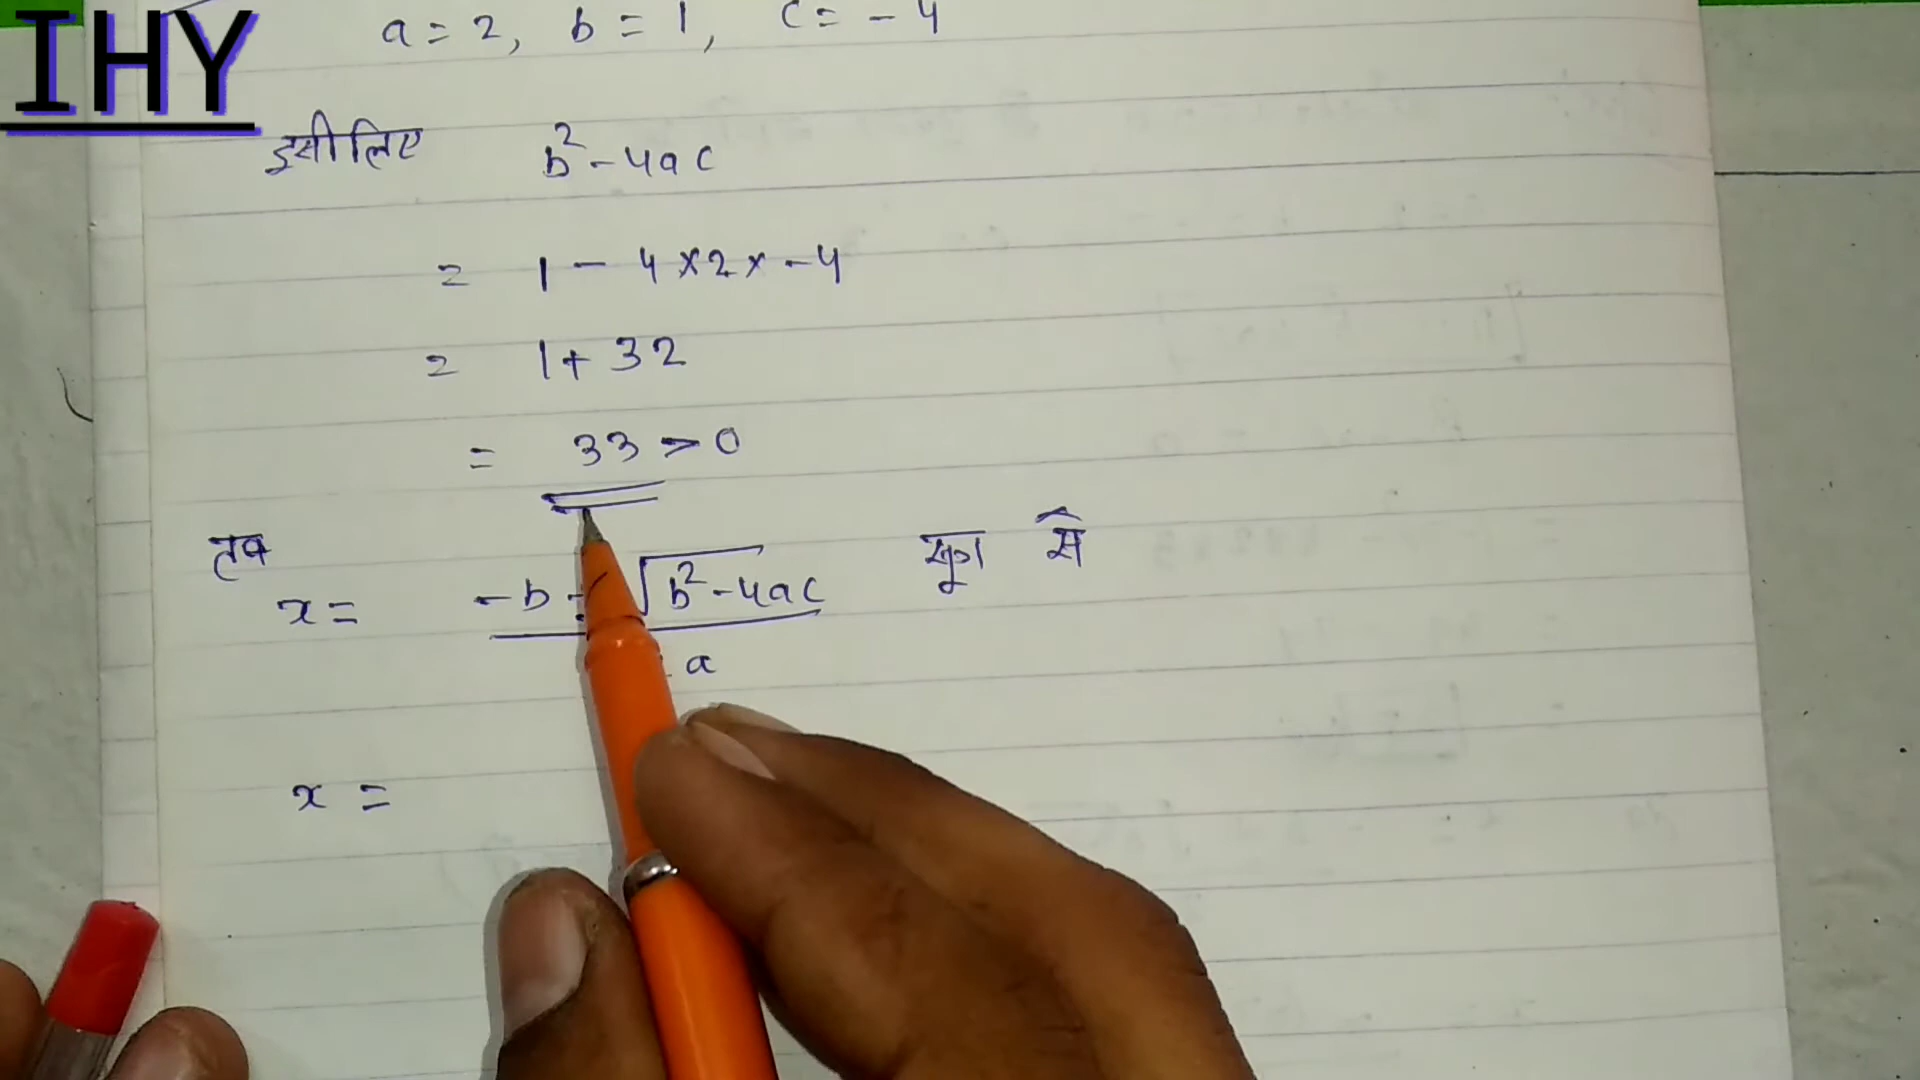 IHY
a = 2, b = 1, c = - 4
इसीलिए b² - 4ac
= 1 - 4 × 2 × - 4
= 1 + 32
= 33 > 0
तब
x = -b √b² - 4ac सूत्र से
a
x =